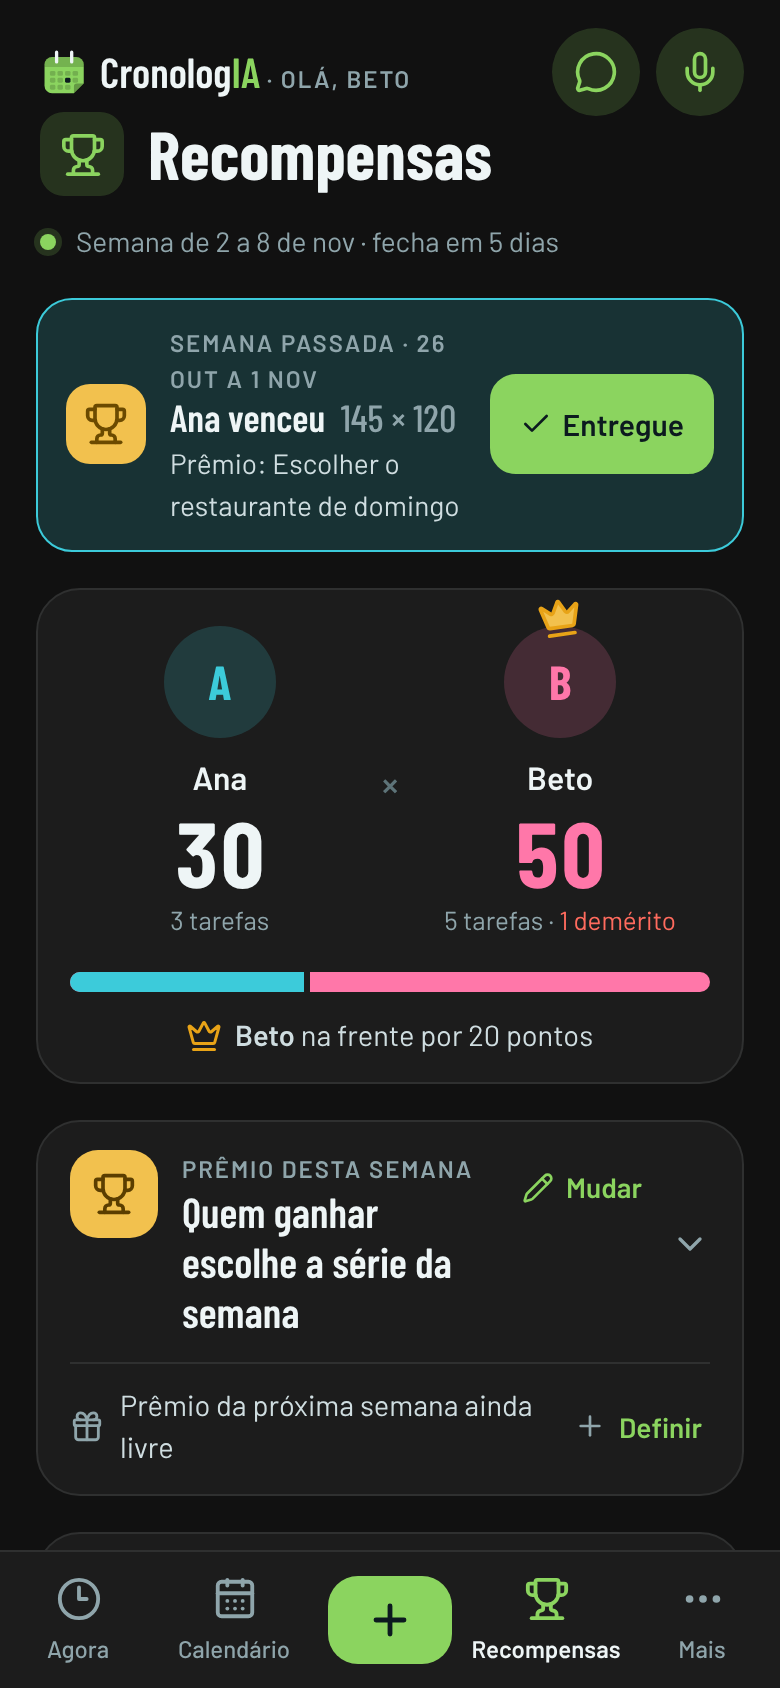 CronologIA · OLÁ, BETO
Recompensas
Semana de 2 a 8 de nov · fecha em 5 dias
SEMANA PASSADA · 26
OUT A 1 NOV
Ana venceu 145 × 120
Prêmio: Escolher o
restaurante de domingo
Entregue
A
B
Ana
×
Beto
30
50
3 tarefas
5 tarefas · 1 demérito
Beto na frente por 20 pontos
PRÊMIO DESTA SEMANA
Quem ganhar
escolhe a série da
semana
Mudar
Prêmio da próxima semana ainda
livre
Definir
Agora
Calendário
Recompensas
Mais